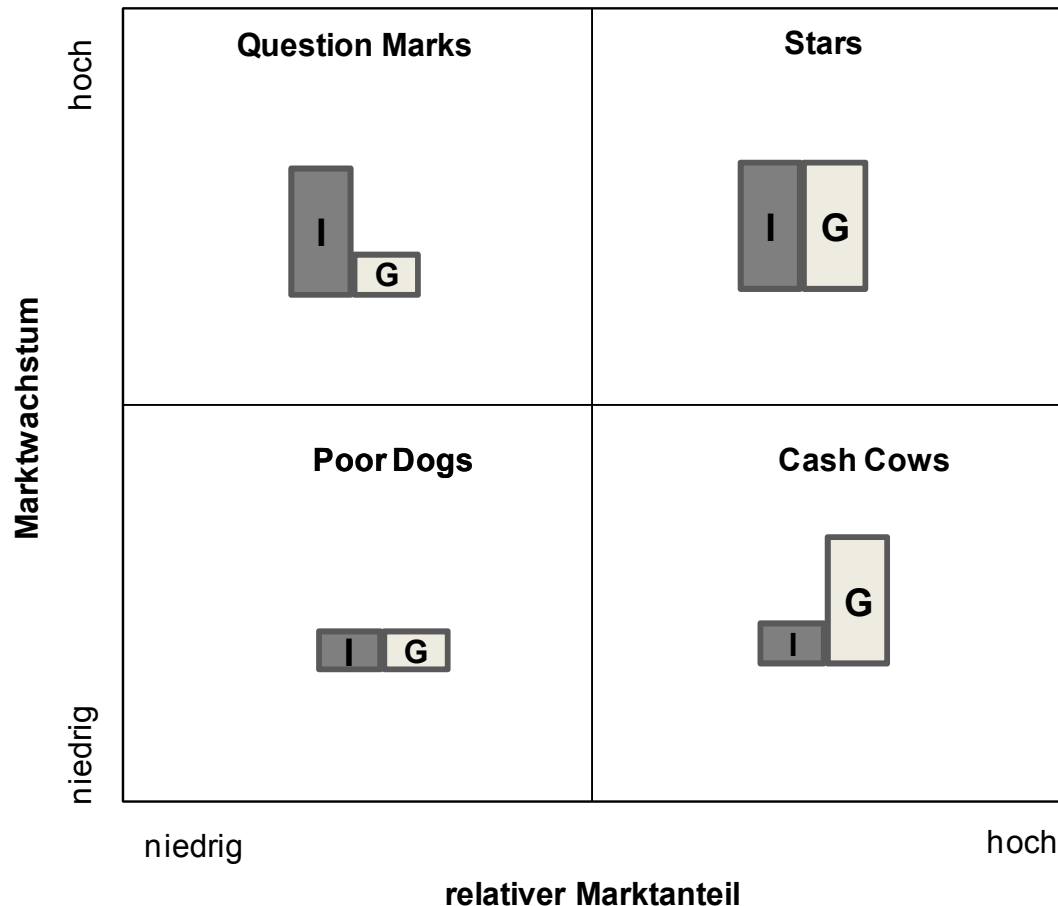 hoch
Question Marks
Stars
I
G
I
G
Marktwachstum
Poor Dogs
Cash Cows
I
G
I
G
niedrig
niedrig
hoch
relativer Marktanteil